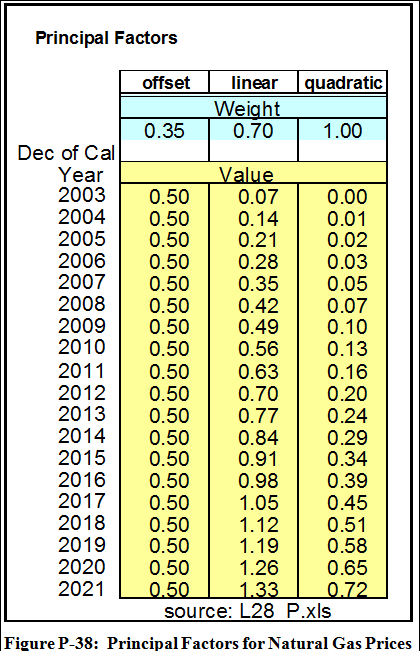 Principal Factors
offset linear quadratic
Weight
0.35 0.70 1.00
Dec of Cal
Year Value
2003 0.50 0.07 0.00
2004 0.50 0.14 0.01
2005 0.50 0.21 0.02
2006 0.50 0.28 0.03
2007 0.50 0.35 0.05
2008 0.50 0.42 0.07
2009 0.50 0.49 0.10
2010 0.50 0.56 0.13
2011 0.50 0.63 0.16
2012 0.50 0.70 0.20
2013 0.50 0.77 0.24
2014 0.50 0.84 0.29
2015 0.50 0.91 0.34
2016 0.50 0.98 0.39
2017 0.50 1.05 0.45
2018 0.50 1.12 0.51
2019 0.50 1.19 0.58
2020 0.50 1.26 0.65
2021 0.50 1.33 0.72
source: L28_P.xls
Figure P-38: Principal Factors for Natural Gas Prices